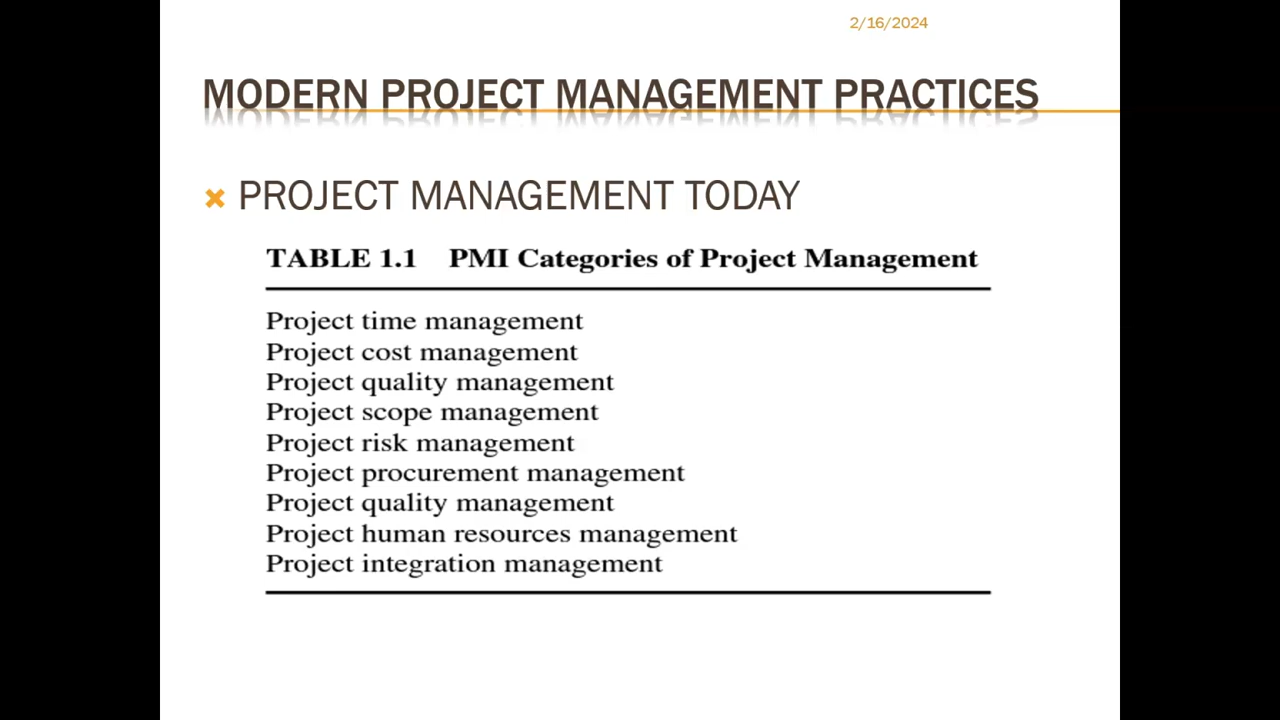 2/16/2024
MODERN PROJECT MANAGEMENT PRACTICES
PROJECT MANAGEMENT TODAY
TABLE 1.1 PMI Categories of Project Management
Project time management
Project cost management
Project quality management
Project scope management
Project risk management
Project procurement management
Project quality management
Project human resources management
Project integration management